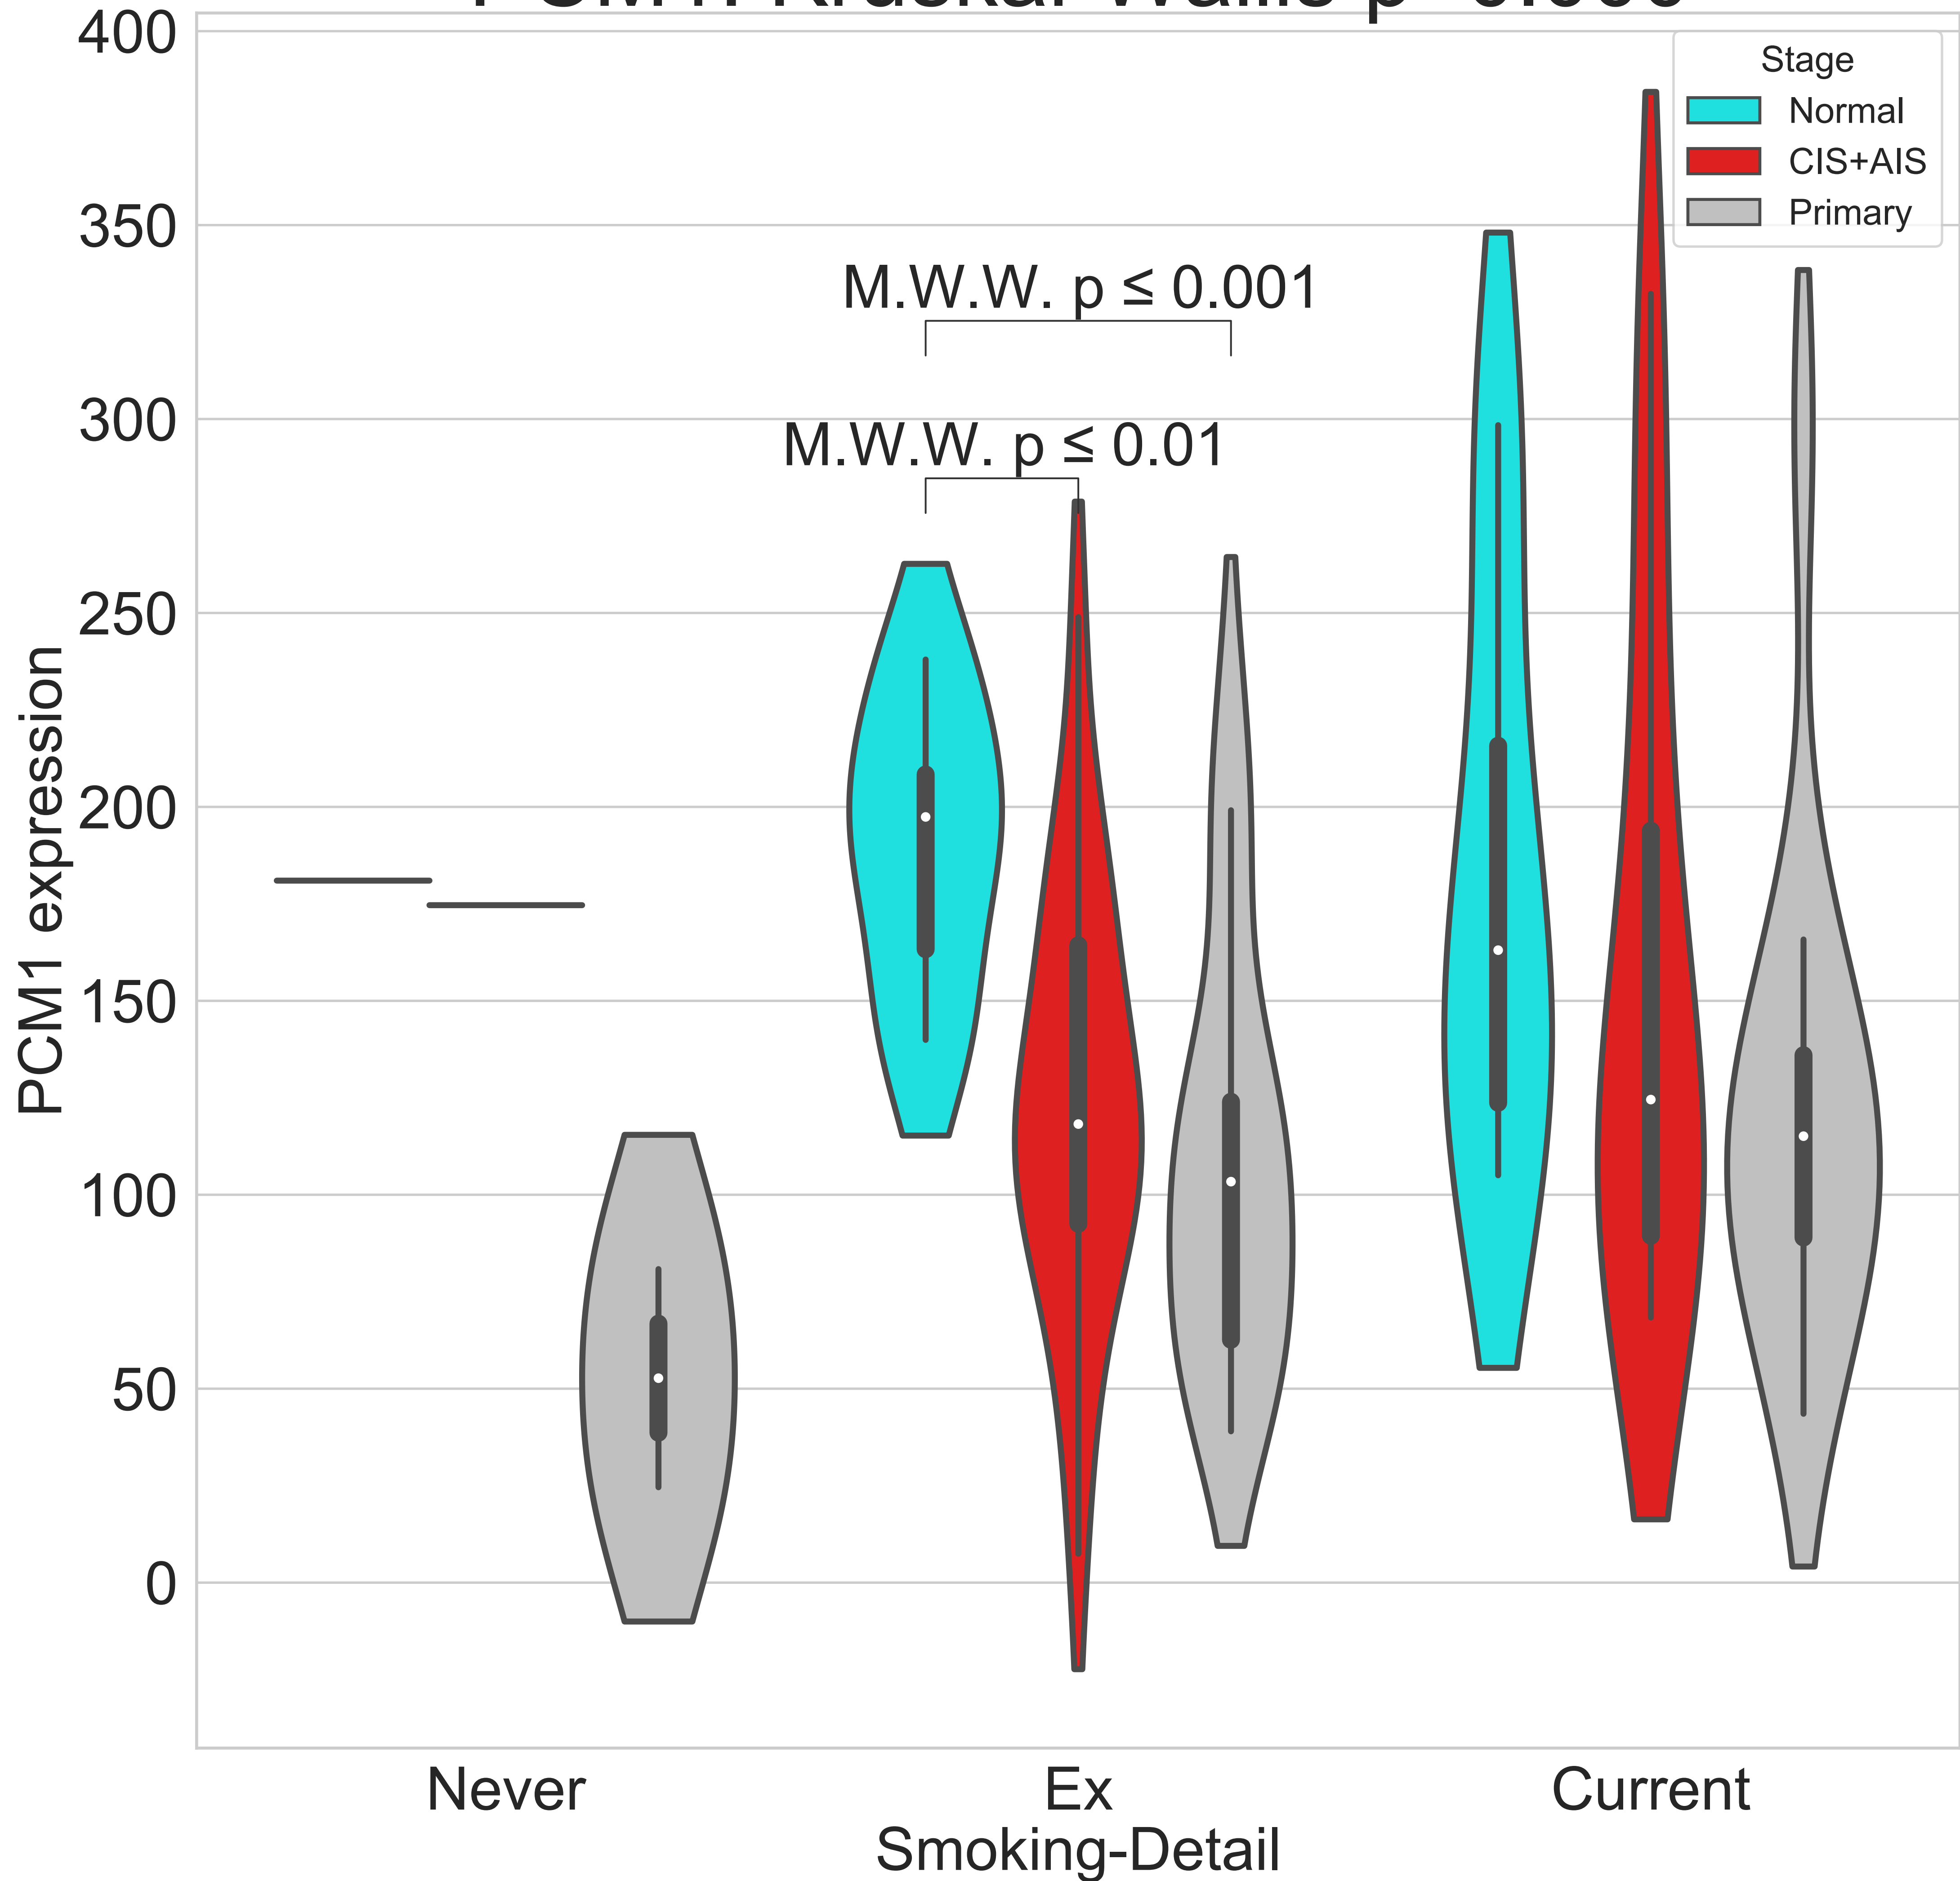 400
350
300
250
200
150
100
50
0
PCM1 expression
Stage
Normal
CIS+AIS
Primary
M.W.W. p ≤ 0.001
M.W.W. p ≤ 0.01
Never
Ex
Current
Smoking-Detail